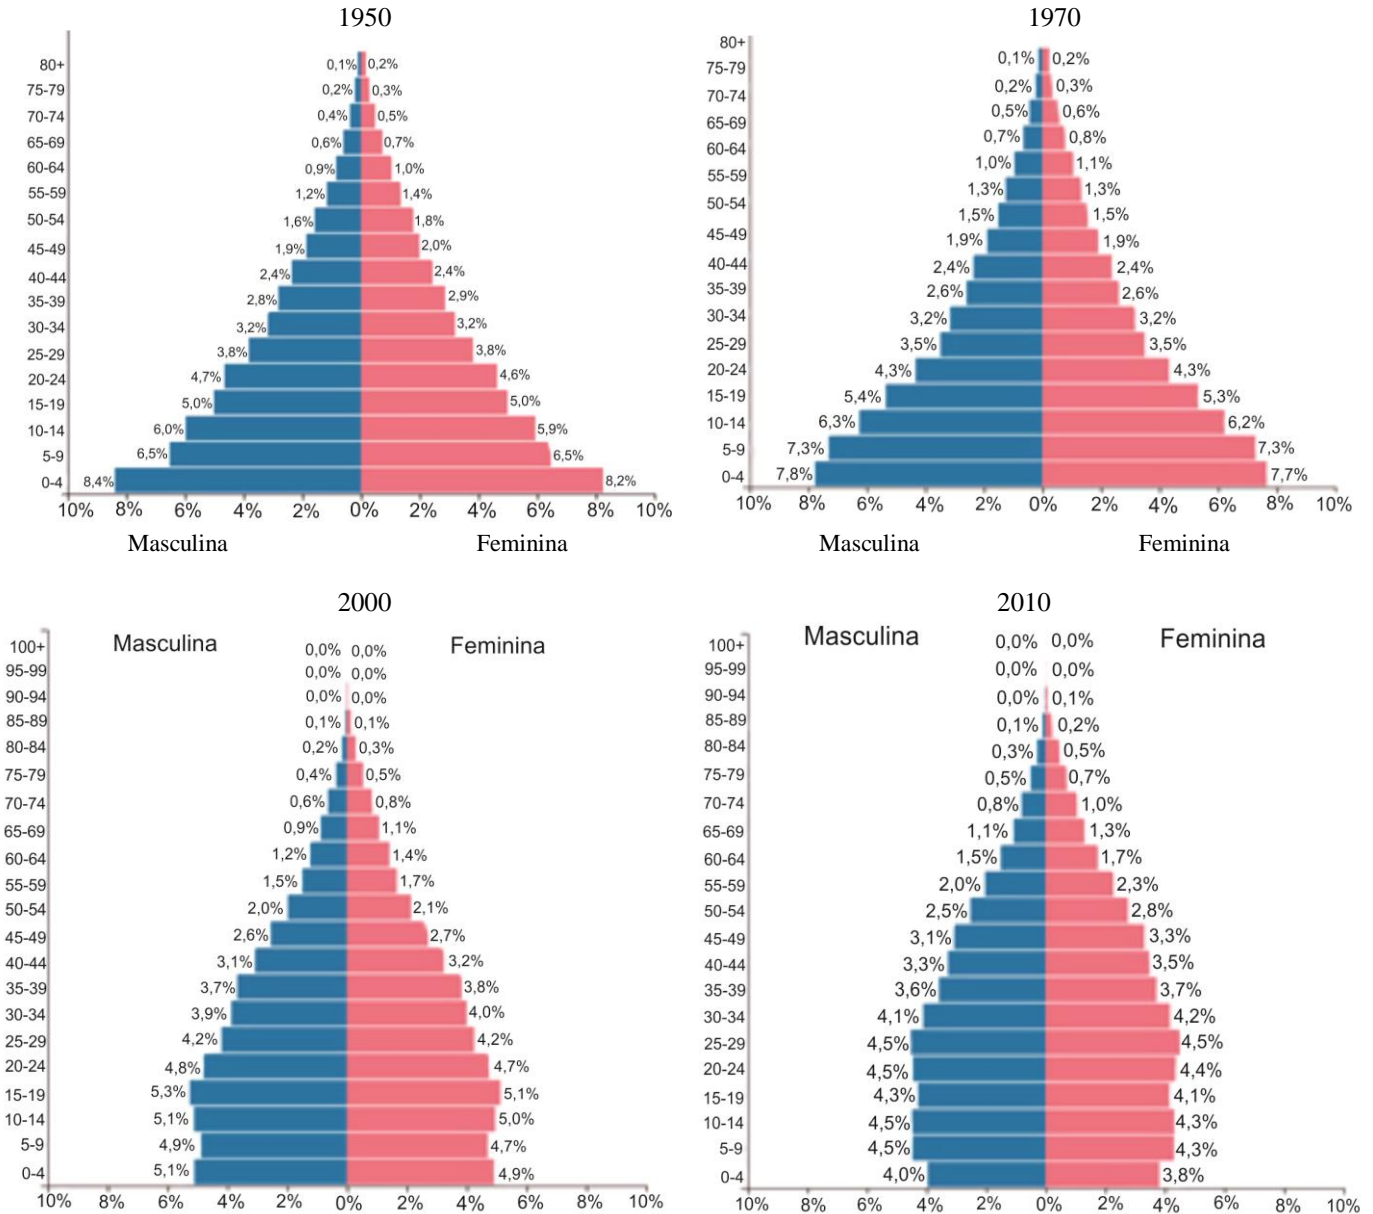 1950
80+ 0,1% 0,2%
75-79 0,2% 0,3%
70-74 0,4% 0,5%
65-69 0,6% 0,7%
60-64 0,9% 1,0%
55-59 1,2% 1,4%
50-54 1,6% 1,8%
45-49 1,9% 2,0%
40-44 2,4% 2,4%
35-39 2,8% 2,9%
30-34 3,2% 3,2%
25-29 3,8% 3,8%
20-24 4,7% 4,6%
15-19 5,0% 5,0%
10-14 6,0% 5,9%
5-9 6,5% 6,5%
0-4 8,4% 8,2%
10% 8% 6% 4% 2% 0% 2% 4% 6% 8% 10%
Masculina Feminina
1970
80+
75-79 0,1% 0,2%
70-74 0,2% 0,3%
65-69 0,5% 0,6%
60-64 0,7% 0,8%
55-59 1,0% 1,1%
50-54 1,3% 1,3%
45-49 1,5% 1,5%
40-44 1,9% 1,9%
35-39 2,4% 2,4%
30-34 2,6% 2,6%
25-29 3,2% 3,2%
20-24 3,5% 3,5%
15-19 4,3% 4,3%
10-14 5,4% 5,3%
5-9 6,3% 6,2%
0-4 7,3% 7,3%
7,8% 7,7%
10% 8% 6% 4% 2% 0% 2% 4% 6% 8% 10%
Masculina Feminina
2000
Masculina Feminina
100+ 0,0% 0,0%
95-99 0,0% 0,0%
90-94 0,0% 0,0%
85-89 0,1% 0,1%
80-84 0,2% 0,3%
75-79 0,4% 0,5%
70-74 0,6% 0,8%
65-69 0,9% 1,1%
60-64 1,2% 1,4%
55-59 1,5% 1,7%
50-54 2,0% 2,1%
45-49 2,6% 2,7%
40-44 3,1% 3,2%
35-39 3,7% 3,8%
30-34 3,9% 4,0%
25-29 4,2% 4,2%
20-24 4,8% 4,7%
15-19 5,3% 5,1%
10-14 5,1% 5,0%
5-9 4,9% 4,7%
0-4 5,1% 4,9%
10% 8% 6% 4% 2% 0% 2% 4% 6% 8% 10%
2010
Masculina Feminina
100+ 0,0% 0,0%
95-99 0,0% 0,0%
90-94 0,0% 0,1%
85-89 0,1% 0,2%
80-84 0,3% 0,5%
75-79 0,5% 0,7%
70-74 0,8% 1,0%
65-69 1,1% 1,3%
60-64 1,5% 1,7%
55-59 2,0% 2,3%
50-54 2,5% 2,8%
45-49 3,1% 3,3%
40-44 3,3% 3,5%
35-39 3,6% 3,7%
30-34 4,1% 4,2%
25-29 4,5% 4,5%
20-24 4,5% 4,4%
15-19 4,3% 4,1%
10-14 4,5% 4,3%
5-9 4,5% 4,3%
0-4 4,0% 3,8%
10% 8% 6% 4% 2% 0% 2% 4% 6% 8% 10%